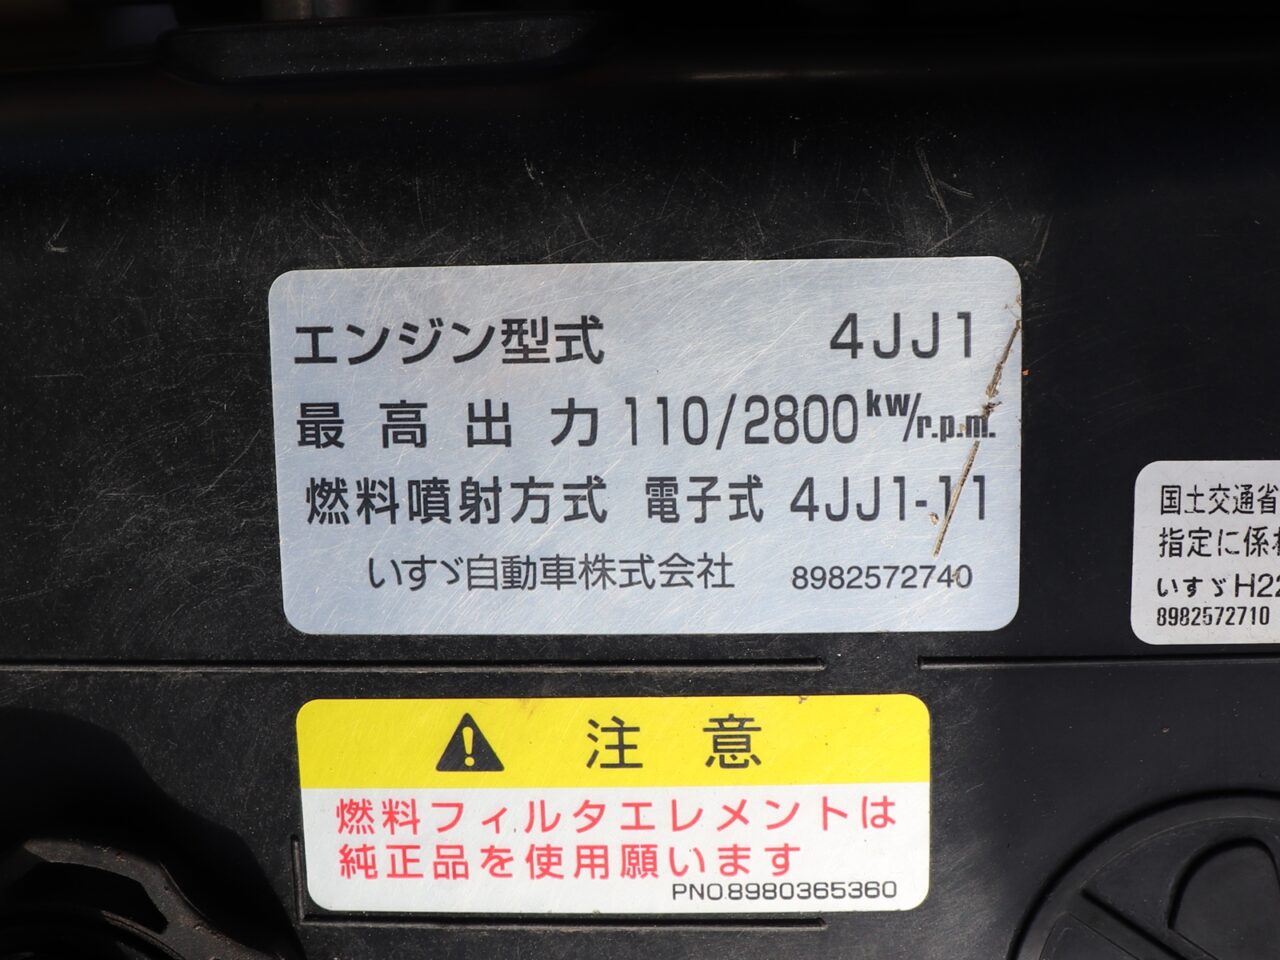 エンジン型式 4JJ1
最高出力 110/2800kw/r.p.m.
燃料噴射方式 電子式 4JJ1-11
いすゞ自動車株式会社 8982572740
国土交通省
指定に係
いすゞH22
8982572710
注意
燃料フィルタエレメントは
純正品を使用願います
PNO.8980365360